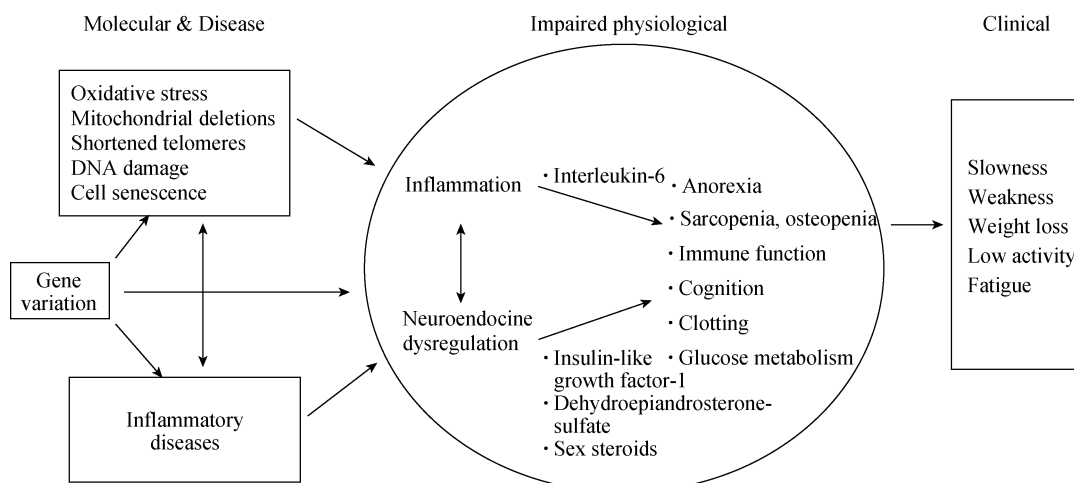 Molecular & Disease
Impaired physiological
Clinical
Oxidative stress
Mitochondrial deletions
Shortened telomeres
DNA damage
Cell senescence
Gene
variation
Inflammatory
diseases
Inflammation
· Interleukin-6
Neuroendocine
dysregulation
· Insulin-like
growth factor-1
· Dehydroepiandrosterone-
sulfate
· Sex steroids
· Anorexia
· Sarcopenia, osteopenia
· Immune function
· Cognition
· Clotting
· Glucose metabolism
Slowness
Weakness
Weight loss
Low activity
Fatigue